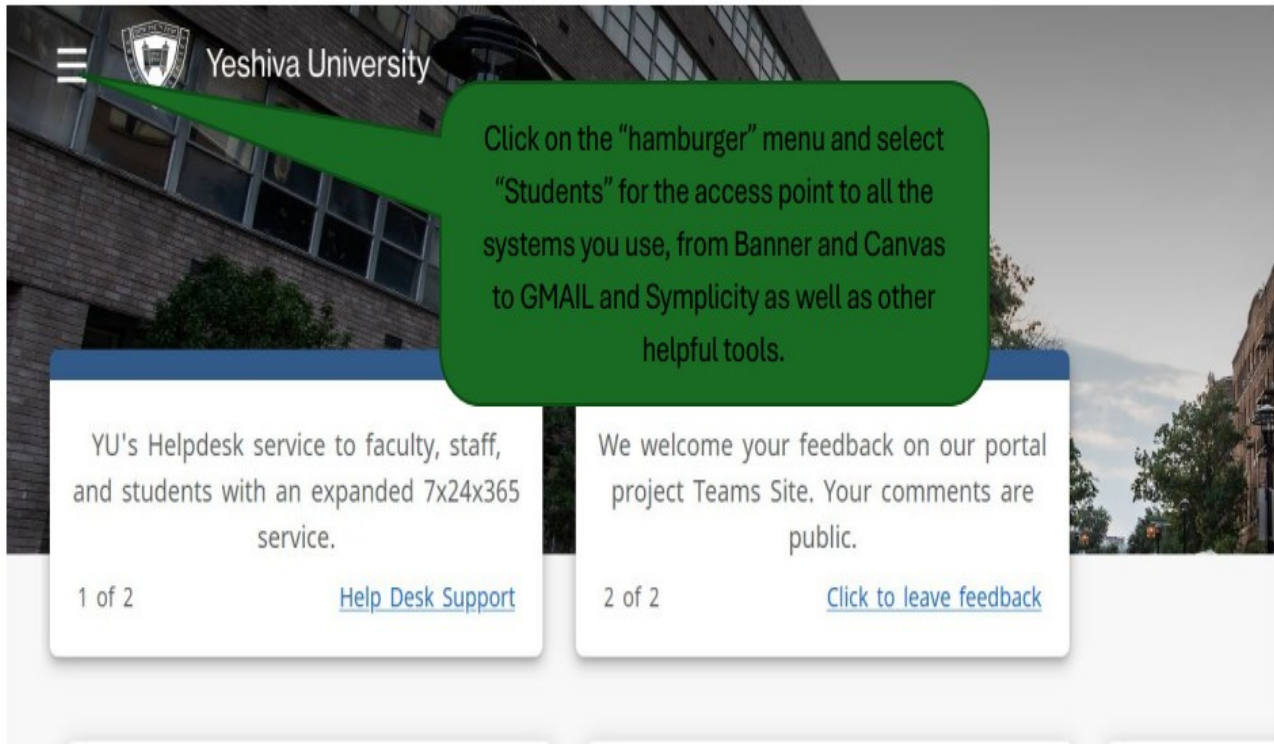 Yeshiva University
Click on the “hamburger” menu and select
“Students” for the access point to all the
systems you use, from Banner and Canvas
to GMAIL and Symplicity as well as other
helpful tools.
YU's Helpdesk service to faculty, staff,
and students with an expanded 7x24x365
service.
1 of 2
Help Desk Support
We welcome your feedback on our portal
project Teams Site. Your comments are
public.
2 of 2
Click to leave feedback